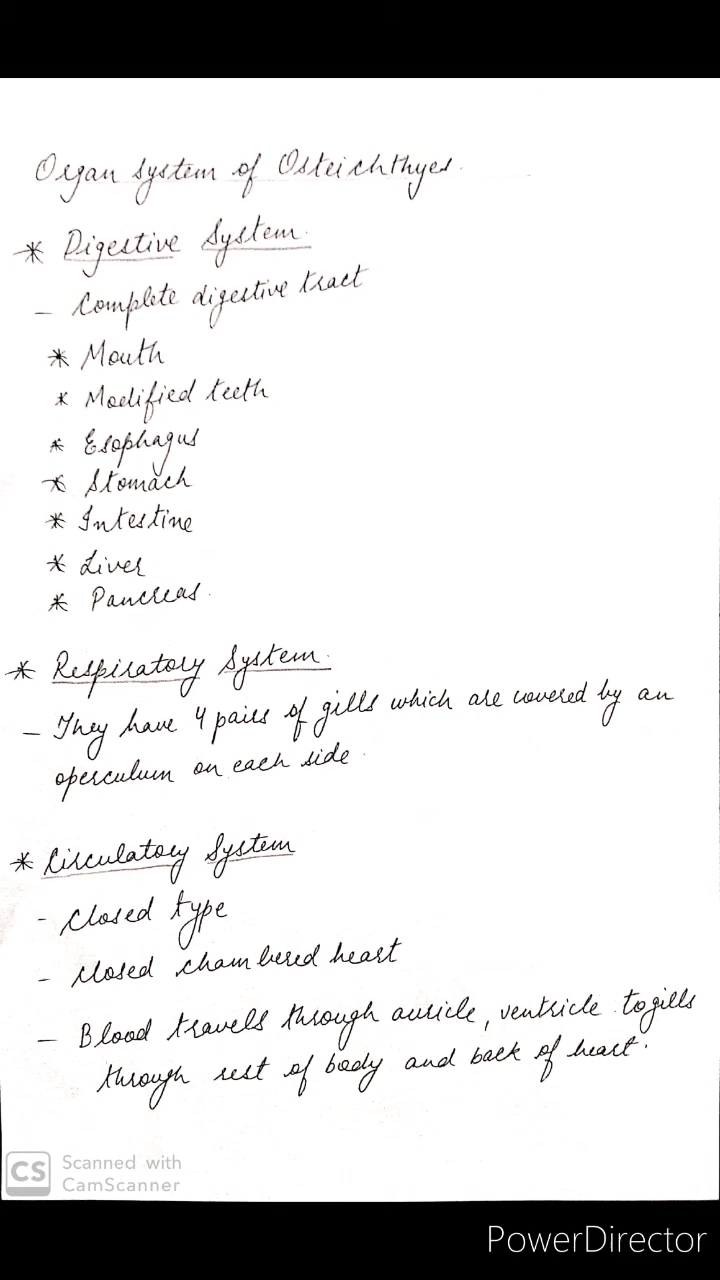 Organ System of Osteichthyes.
* Digestive System.
- Complete digestive tract
* Mouth
* Modified teeth
* Esophagus
* Stomach
* Intestine
* Liver
* Pancreas.
* Respiratory System.
- They have 4 pairs of gills which are covered by an
operculum on each side.
* Circulatory System
- Closed type
- Closed chambered heart
- Blood travels through auricle, ventricle to gills
through rest of body and back of heart.
CS Scanned with
CamScanner
PowerDirector